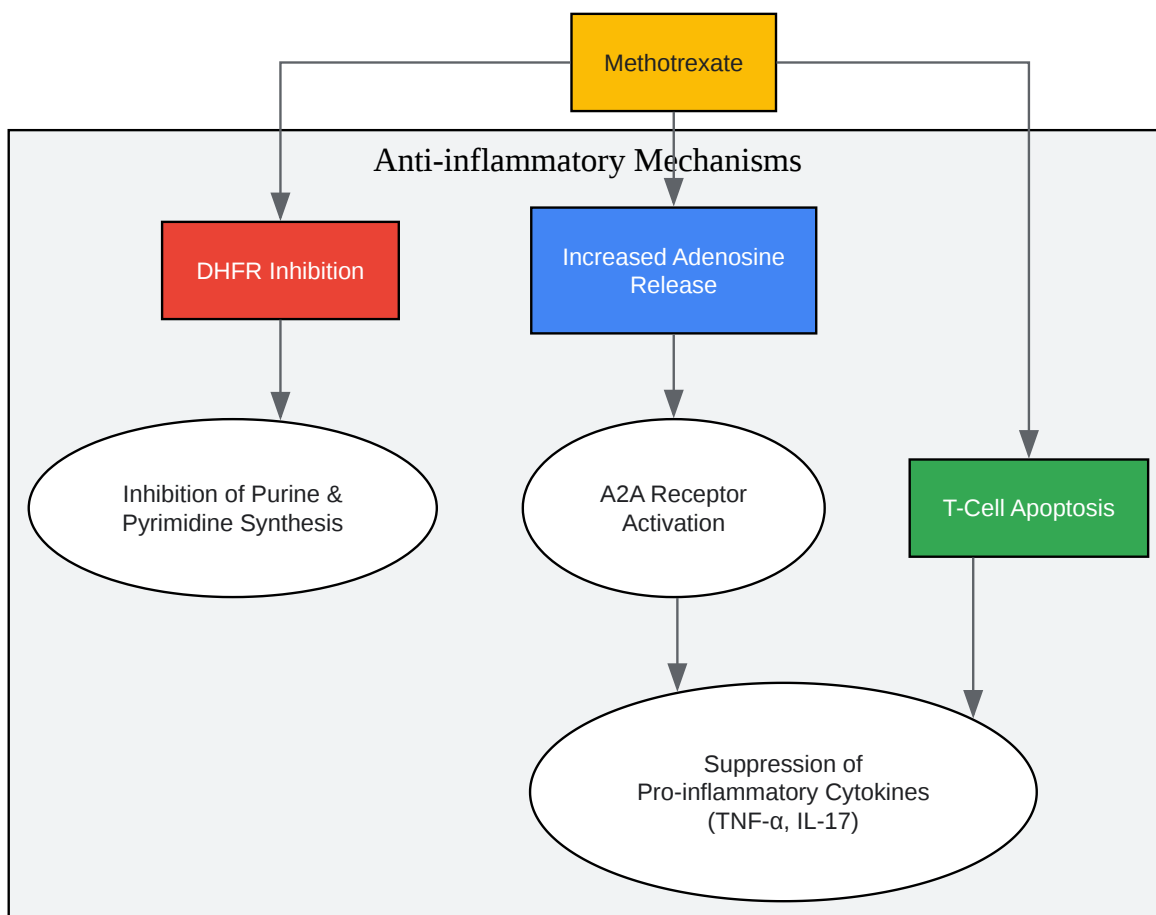 Methotrexate
Anti-inflammatory Mechanisms
DHFR Inhibition
Increased Adenosine
Release
Inhibition of Purine &
Pyrimidine Synthesis
A2A Receptor
Activation
T-Cell Apoptosis
Suppression of
Pro-inflammatory Cytokines
(TNF-α, IL-17)